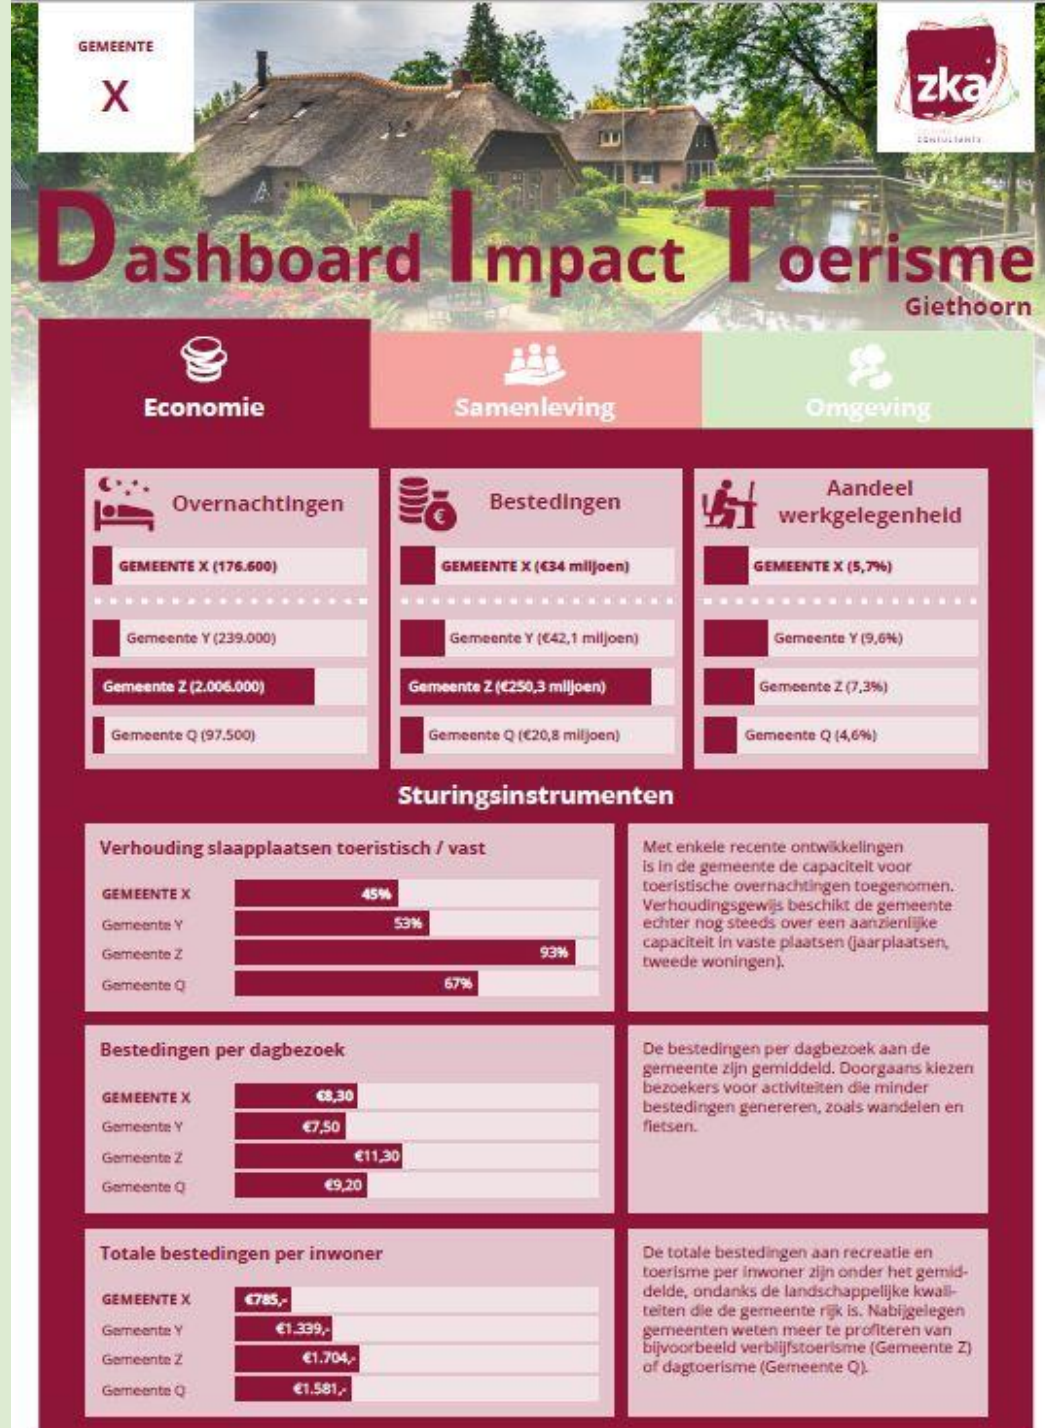 GEMEENTE
X
zka
CONSULTANTS
Dashboard Impact Toerisme
Giethoorn
Economie
Samenleving
Omgeving
Overnachtingen
GEMEENTE X (176.600)
Gemeente Y (239.000)
Gemeente Z (2.006.000)
Gemeente Q (97.500)
Bestedingen
GEMEENTE X (€34 miljoen)
Gemeente Y (€42,1 miljoen)
Gemeente Z (€250,3 miljoen)
Gemeente Q (€20,8 miljoen)
Aandeel
werkgelegenheid
GEMEENTE X (5,7%)
Gemeente Y (9,6%)
Gemeente Z (7,3%)
Gemeente Q (4,6%)
Sturingsinstrumenten
Verhouding slaapplaatsen toeristisch / vast
GEMEENTE X 45%
Gemeente Y 53%
Gemeente Z 93%
Gemeente Q 67%
Met enkele recente ontwikkelingen
is in de gemeente de capaciteit voor
toeristische overnachtingen toegenomen.
Verhoudingsgewijs beschikt de gemeente
echter nog steeds over een aanzienlijke
capaciteit in vaste plaatsen (jaarplaatsen,
tweede woningen).
Bestedingen per dagbezoek
GEMEENTE X €8,30
Gemeente Y €7,50
Gemeente Z €11,30
Gemeente Q €9,20
De bestedingen per dagbezoek aan de
gemeente zijn gemiddeld. Doorgaans kiezen
bezoekers voor activiteiten die minder
bestedingen genereren, zoals wandelen en
fietsen.
Totale bestedingen per inwoner
GEMEENTE X €785,-
Gemeente Y €1.339,-
Gemeente Z €1.704,-
Gemeente Q €1.581,-
De totale bestedingen aan recreatie en
toerisme per inwoner zijn onder het gemid-
delde, ondanks de landschappelijke kwali-
teiten die de gemeente rijk is. Nabijgelegen
gemeenten weten meer te profiteren van
bijvoorbeeld verblijfstoerisme (Gemeente Z)
of dagtoerisme (Gemeente Q).